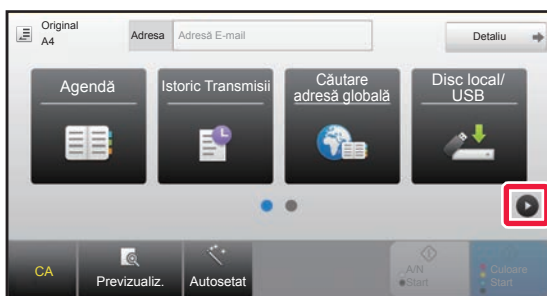 Original
A4
Adresa
Adresă E-mail
Detaliu
Agendă
Istoric Transmisii
Căutare
adresă globală
Disc local/
USB
CA
Previzualiz.
Autosetat
A/N
Start
Culoare
Start